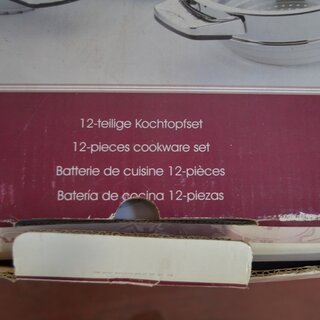 12-teilige Kochtopfset
12-pieces cookware set
Batterie de cuisine 12-pièces
Batería de cocina 12-piezas